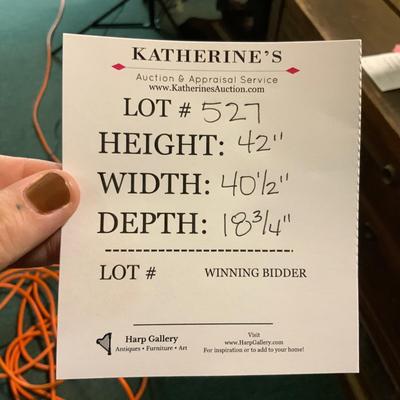 KATHERINE'S
Auction & Appraisal Service
www.KatherinesAuction.com
LOT # 527
HEIGHT: 42"
WIDTH: 40½"
DEPTH: 18¾"
LOT # WINNING BIDDER
Harp Gallery
Antiques • Furniture • Art
Visit
www.HarpGallery.com
For inspiration or to add to your home!